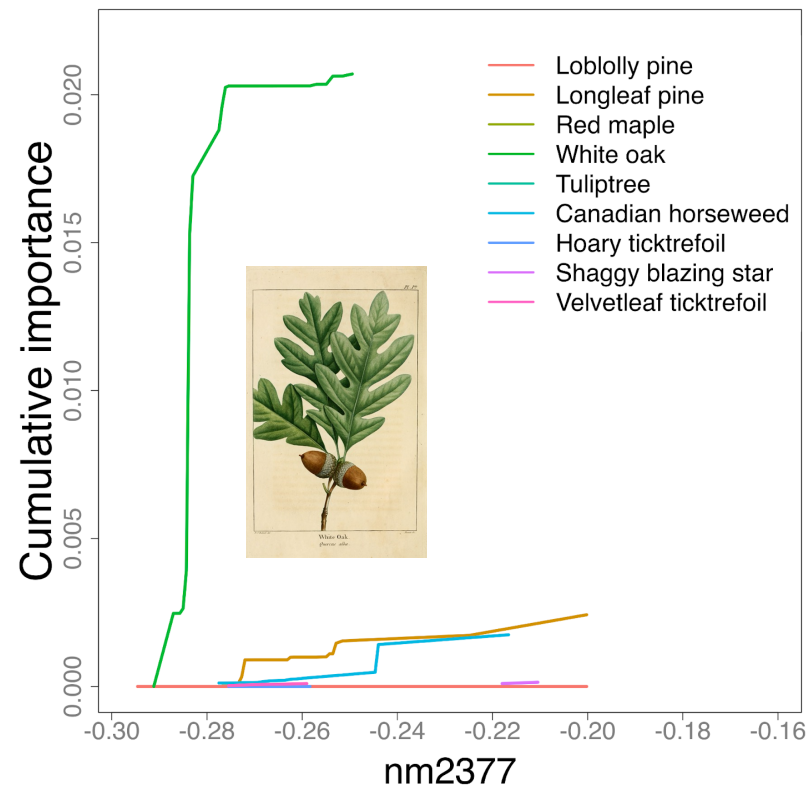 Cumulative importance
0.020
0.015
0.010
0.005
0.000
Loblolly pine
Longleaf pine
Red maple
White oak
Tuliptree
Canadian horseweed
Hoary ticktrefoil
Shaggy blazing star
Velvetleaf ticktrefoil
White Oak
-0.30 -0.28 -0.26 -0.24 -0.22 -0.20 -0.18 -0.16
nm2377